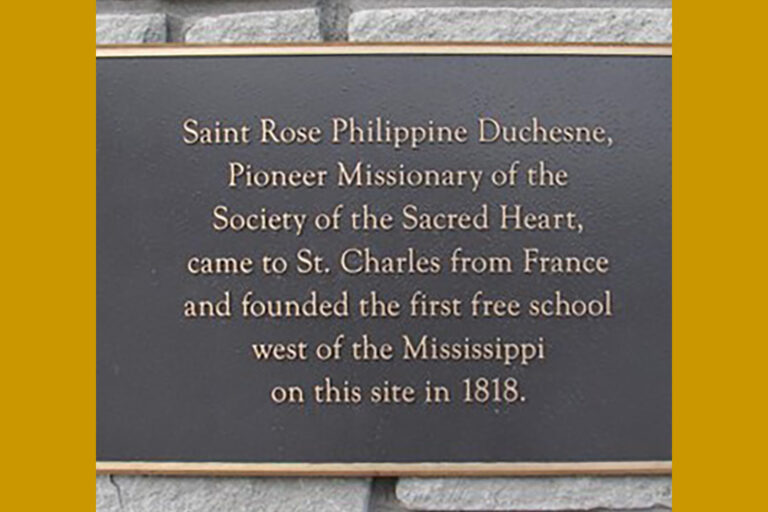 Saint Rose Philippine Duchesne,
Pioneer Missionary of the
Society of the Sacred Heart,
came to St. Charles from France
and founded the first free school
west of the Mississippi
on this site in 1818.